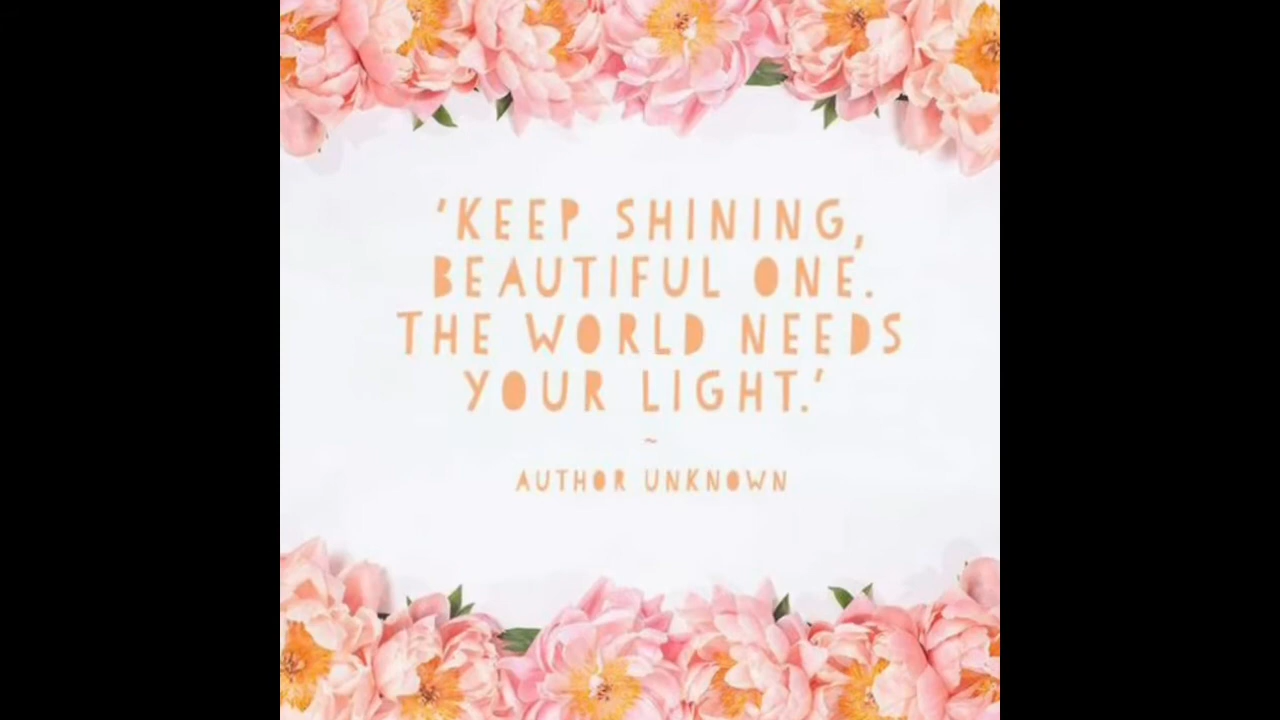 'KEEP SHINING,
BEAUTIFUL ONE.
THE WORLD NEEDS
YOUR LIGHT.'
~
AUTHOR UNKNOWN